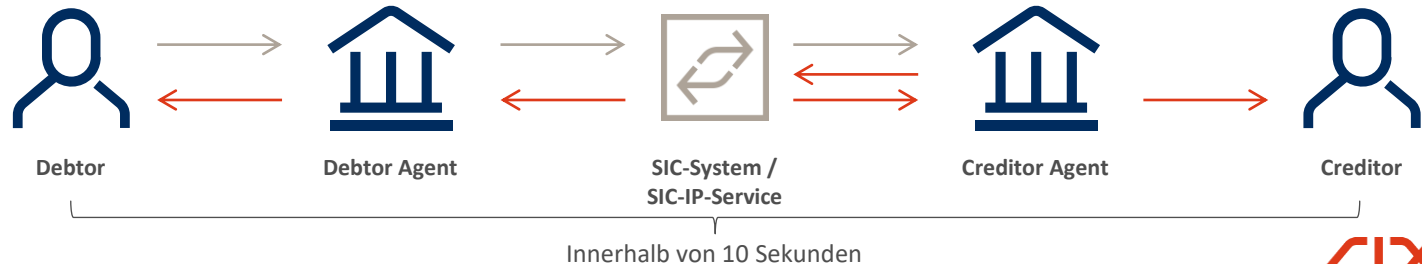 Debtor
Debtor Agent
SIC-System /
SIC-IP-Service
Creditor Agent
Creditor
Innerhalb von 10 Sekunden